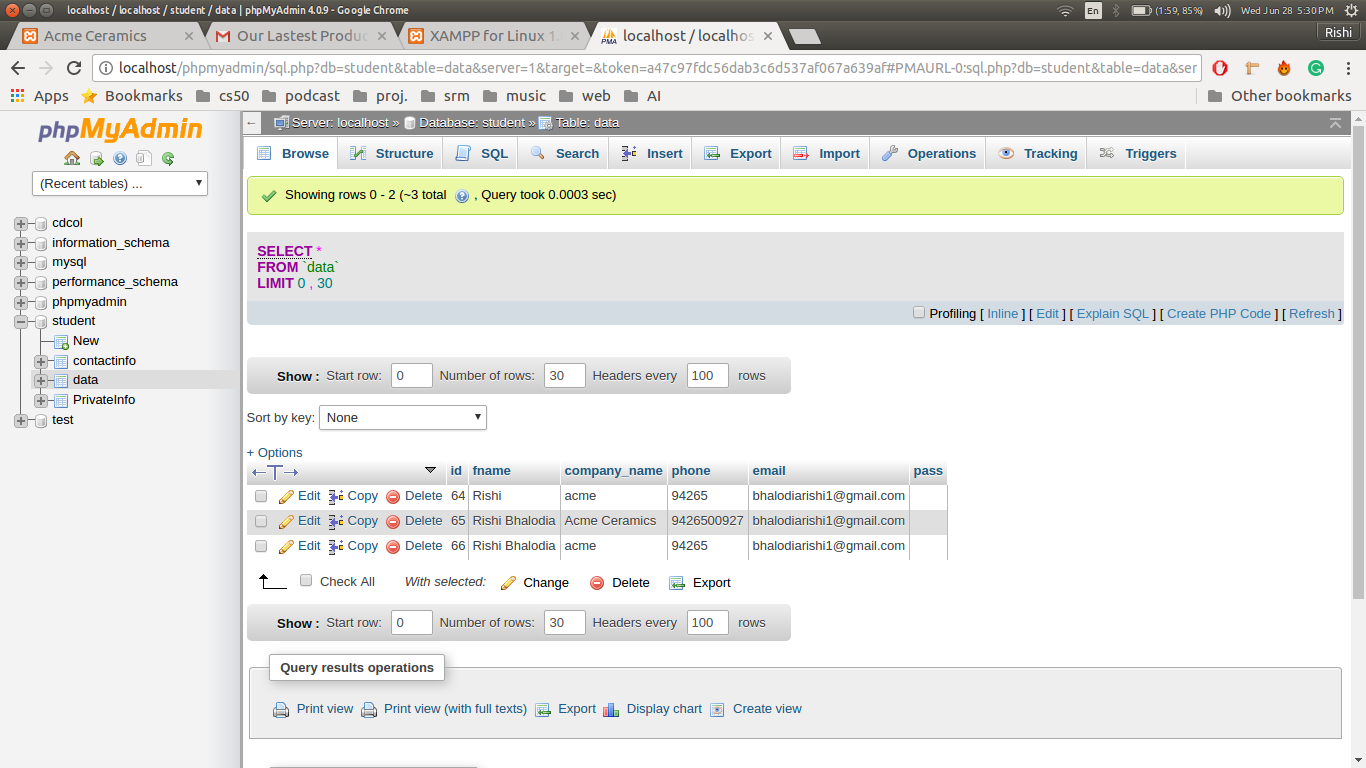 localhost / localhost / student / data | phpMyAdmin 4.0.9 - Google Chrome
En (1:59, 85%) Wed Jun 28 5:30 PM
Acme Ceramics
Our Lastest Produc
XAMPP for Linux 1.
localhost / localhos
Rishi
localhost/phpmyadmin/sql.php?db=student&table=data&server=1&target=&token=a47c97fdc56dab3c6d537af067a639af#PMAURL-0:sql.php?db=student&table=data&ser
Apps Bookmarks cs50 podcast proj. srm music web AI Other bookmarks
phpMyAdmin
(Recent tables) ...
cdcol
information_schema
mysql
performance_schema
phpmyadmin
student
New
contactinfo
data
PrivateInfo
test
Server: localhost » Database: student » Table: data
Browse Structure SQL Search Insert Export Import Operations Tracking Triggers
Showing rows 0 - 2 (~3 total , Query took 0.0003 sec)
SELECT *
FROM `data`
LIMIT 0 , 30
Profiling [ Inline ] [ Edit ] [ Explain SQL ] [ Create PHP Code ] [ Refresh ]
Show : Start row: 0 Number of rows: 30 Headers every 100 rows
Sort by key: None
+ Options
id fname company_name phone email pass
Edit Copy Delete 64 Rishi acme 94265 bhalodiarishi1@gmail.com
Edit Copy Delete 65 Rishi Bhalodia Acme Ceramics 9426500927 bhalodiarishi1@gmail.com
Edit Copy Delete 66 Rishi Bhalodia acme 94265 bhalodiarishi1@gmail.com
Check All With selected: Change Delete Export
Show : Start row: 0 Number of rows: 30 Headers every 100 rows
Query results operations
Print view Print view (with full texts) Export Display chart Create view